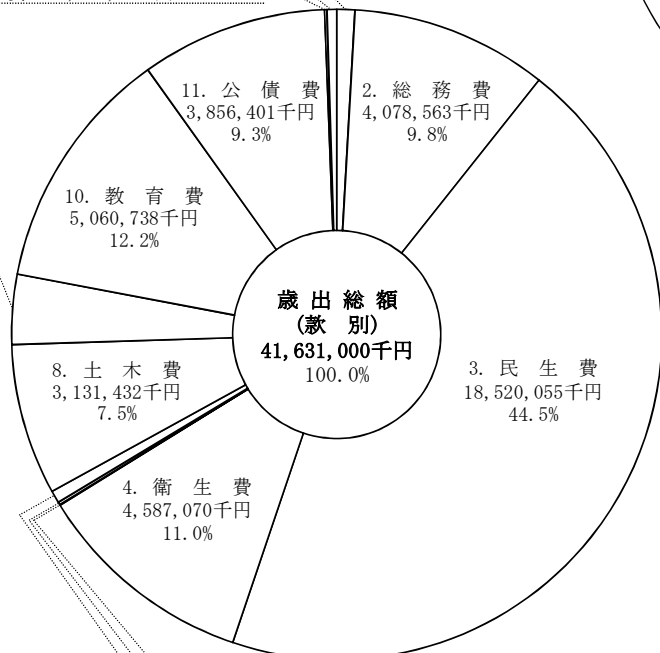 11. 公 債 費
3,856,401千円
9.3%
2. 総 務 費
4,078,563千円
9.8%
10. 教 育 費
5,060,738千円
12.2%
歳 出 総 額
(款 別)
41,631,000千円
100.0%
3. 民 生 費
18,520,055千円
44.5%
8. 土 木 費
3,131,432千円
7.5%
4. 衛 生 費
4,587,070千円
11.0%